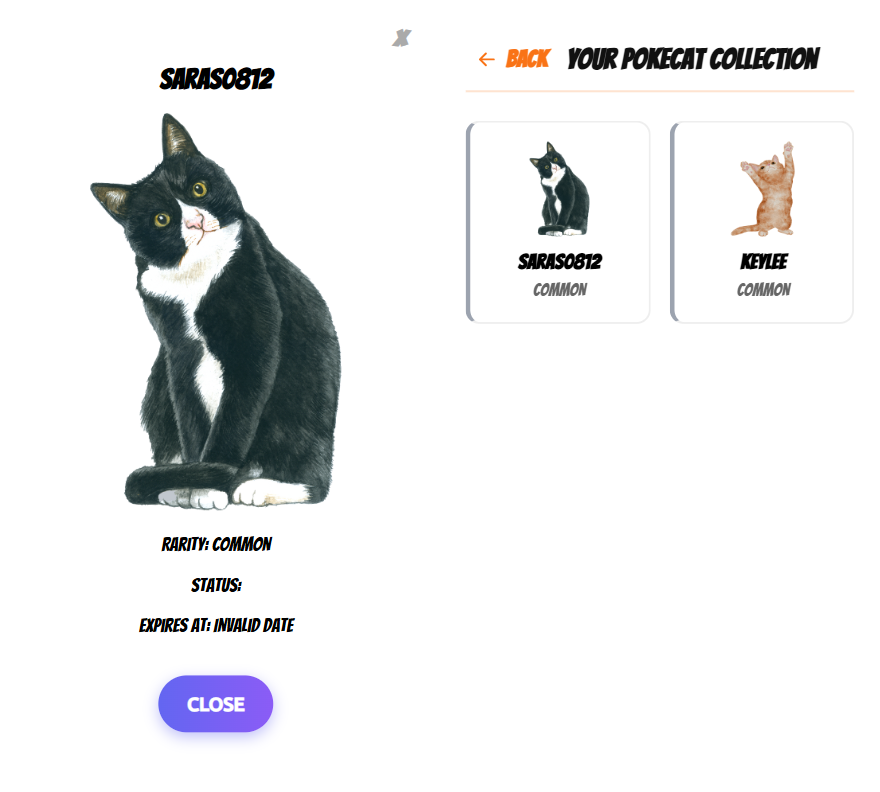 X
SARAS0812
RARITY: COMMON
STATUS:
EXPIRES AT: INVALID DATE
CLOSE
← BACK YOUR POKECAT COLLECTION
SARAS0812
COMMON
KEYLEE
COMMON